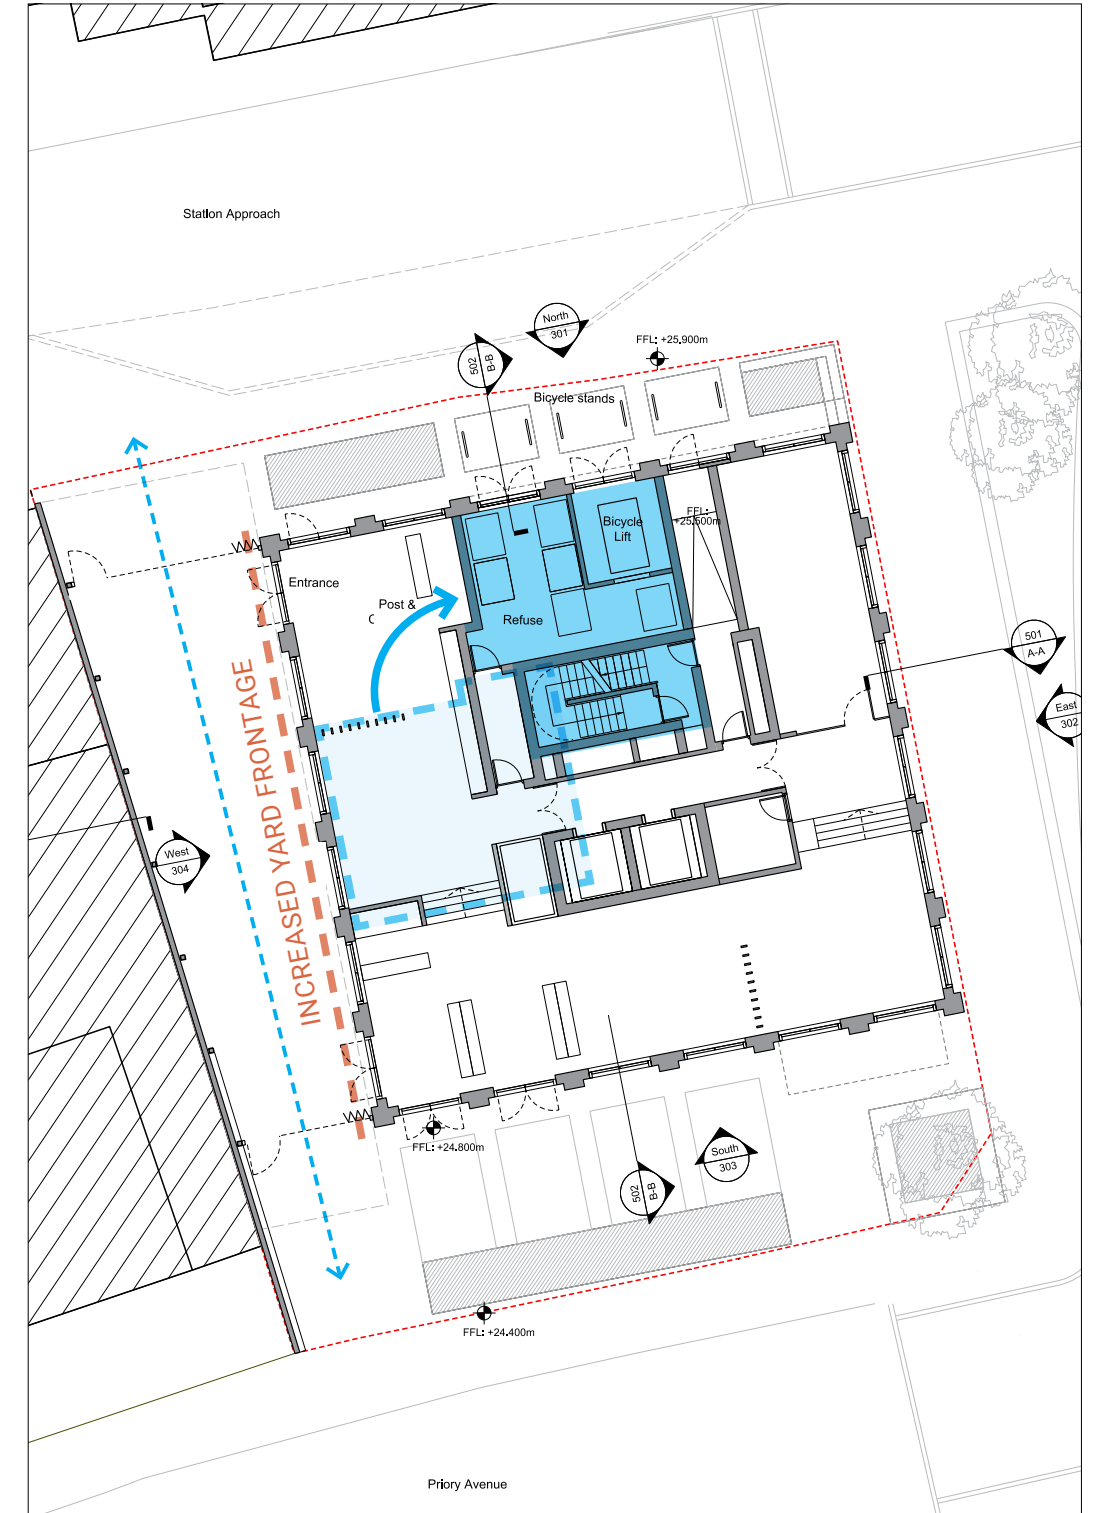 Station Approach
North
301
502
B-B
FFL: +25.900m
Bicycle stands
FFL:
+25.500m
Bicycle
Lift
Entrance
Post &
Refuse
501
A-A
East
302
INCREASED YARD FRONTAGE
West
304
FFL: +24.800m
South
303
502
B-B
FFL: +24.400m
Priory Avenue